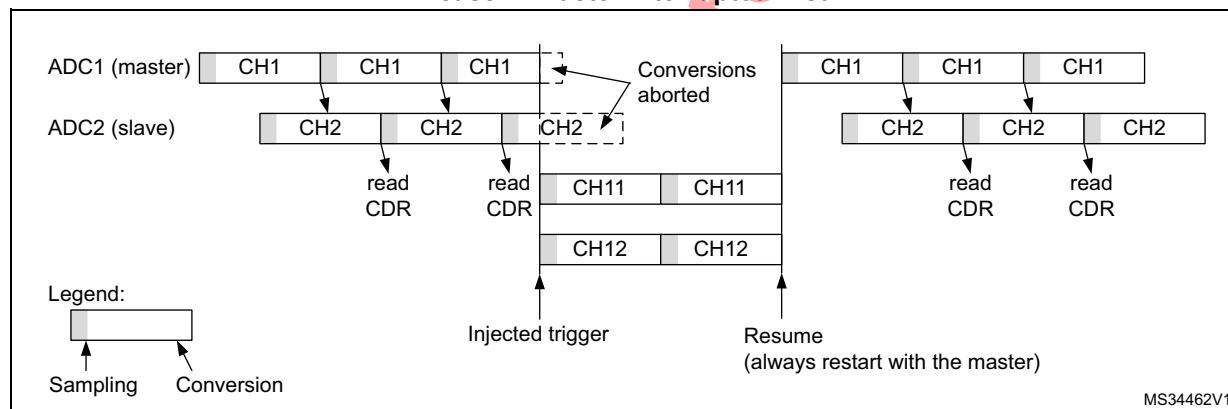 ADC1 (master) CH1 CH1 CH1 CH1 CH1 CH1
Conversions
aborted
ADC2 (slave) CH2 CH2 CH2 CH2 CH2 CH2
read read read read
CDR CDR CDR CDR
CH11 CH11
CH12 CH12
Legend:
Injected trigger Resume
(always restart with the master)
Sampling Conversion
MS34462V1